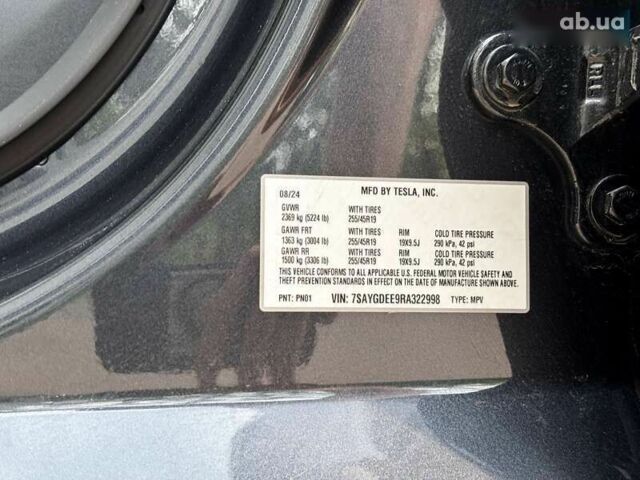 ab.ua
08/24 MFD BY TESLA, INC.
GVWR WITH TIRES
2369 kg (5224 lb) 255/45R19
GAWR FRT WITH TIRES RIM COLD TIRE PRESSURE
1363 kg (3004 lb) 255/45R19 19X9.5J 290 kPa, 42 psi
GAWR RR WITH TIRES RIM COLD TIRE PRESSURE
1500 kg (3306 lb) 255/45R19 19X9.5J 290 kPa, 42 psi
THIS VEHICLE CONFORMS TO ALL APPLICABLE U.S. FEDERAL MOTOR VEHICLE SAFETY AND
THEFT PREVENTION STANDARDS IN EFFECT ON THE DATE OF MANUFACTURE SHOWN ABOVE.
PNT: PN01 VIN: 7SAYGDEE9RA322998 TYPE: MPV